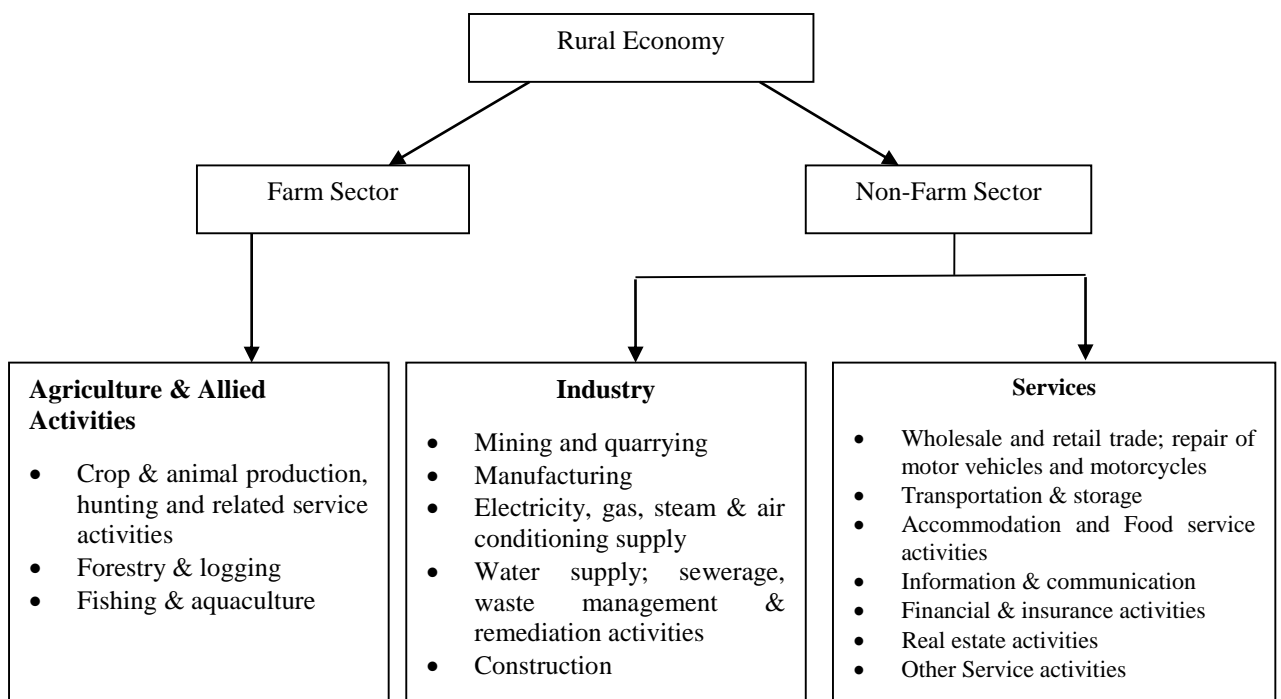 Rural Economy
Farm Sector
Non-Farm Sector
Agriculture & Allied
Activities
• Crop & animal production,
hunting and related service
activities
• Forestry & logging
• Fishing & aquaculture
Industry
• Mining and quarrying
• Manufacturing
• Electricity, gas, steam & air
conditioning supply
• Water supply; sewerage,
waste management &
remediation activities
• Construction
Services
• Wholesale and retail trade; repair of
motor vehicles and motorcycles
• Transportation & storage
• Accommodation and Food service
activities
• Information & communication
• Financial & insurance activities
• Real estate activities
• Other Service activities